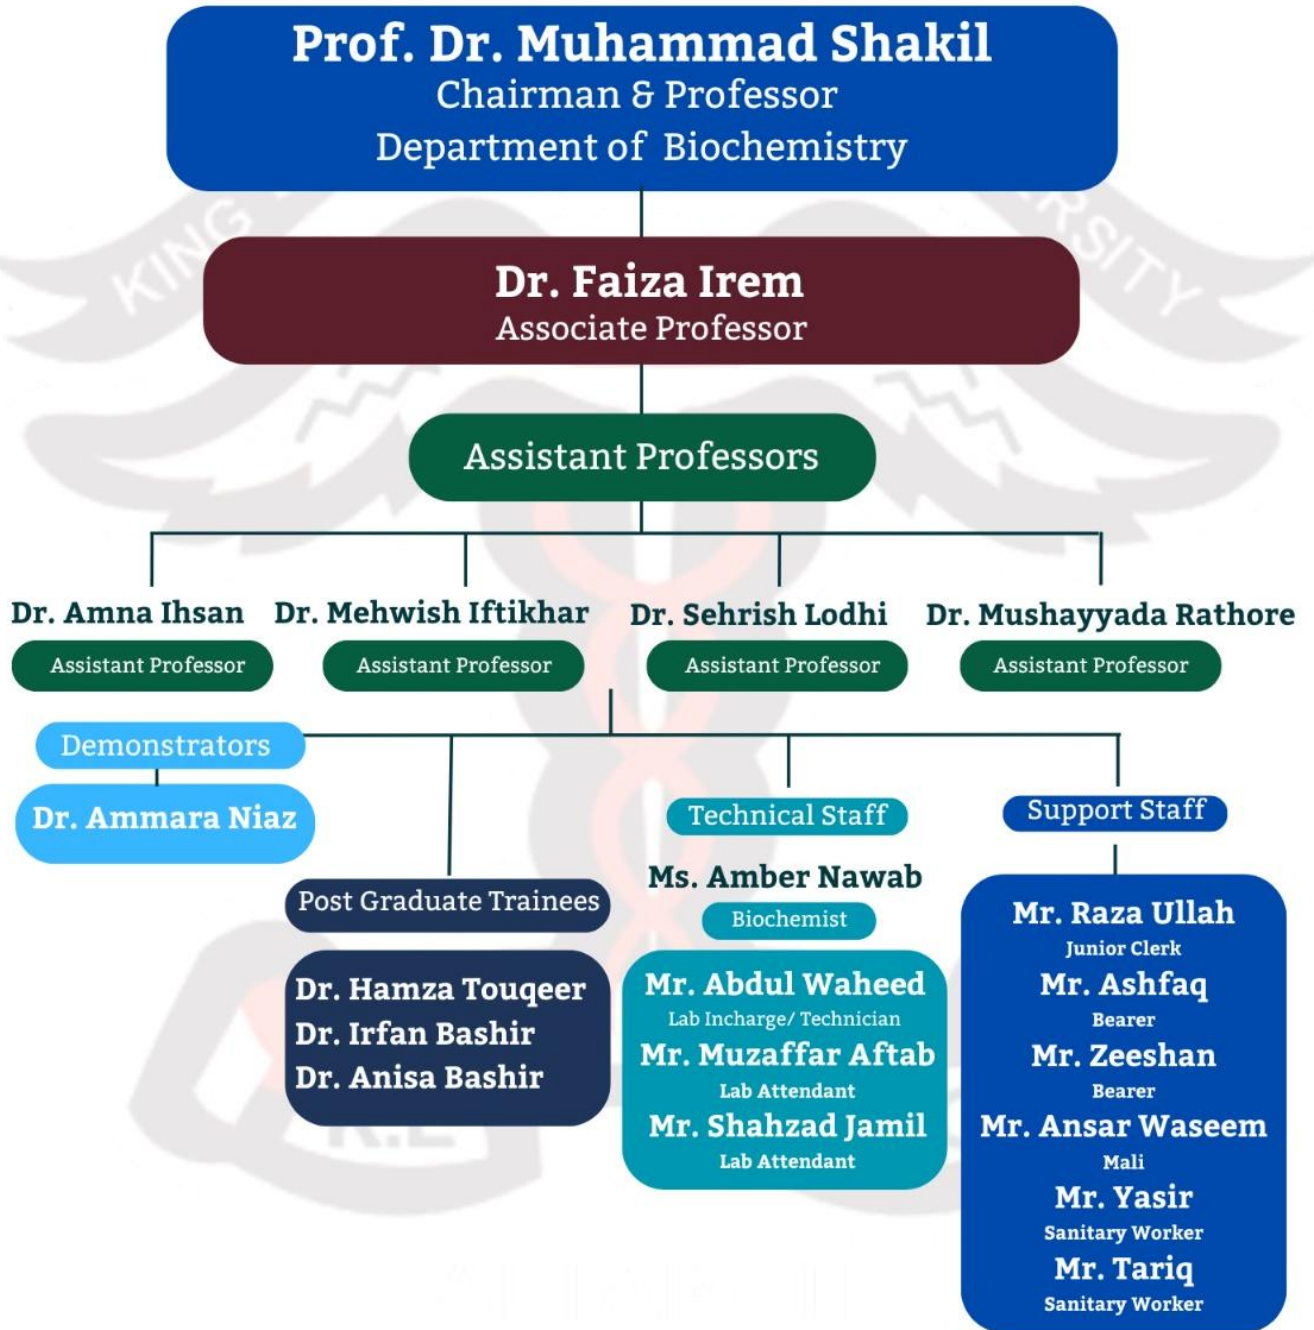 Prof. Dr. Muhammad Shakil
Chairman & Professor
Department of Biochemistry
KING
ERSITY
Dr. Faiza Irem
Associate Professor
Assistant Professors
Dr. Amna Ihsan
Assistant Professor
Dr. Mehwish Iftikhar
Assistant Professor
Dr. Sehrish Lodhi
Assistant Professor
Dr. Mushayyada Rathore
Assistant Professor
Demonstrators
Dr. Ammara Niaz
Post Graduate Trainees
Dr. Hamza Touqeer
Dr. Irfan Bashir
Dr. Anisa Bashir
Technical Staff
Ms. Amber Nawab
Biochemist
Mr. Abdul Waheed
Lab Incharge/ Technician
Mr. Muzaffar Aftab
Lab Attendant
Mr. Shahzad Jamil
Lab Attendant
Support Staff
Mr. Raza Ullah
Junior Clerk
Mr. Ashfaq
Bearer
Mr. Zeeshan
Bearer
Mr. Ansar Waseem
Mali
Mr. Yasir
Sanitary Worker
Mr. Tariq
Sanitary Worker